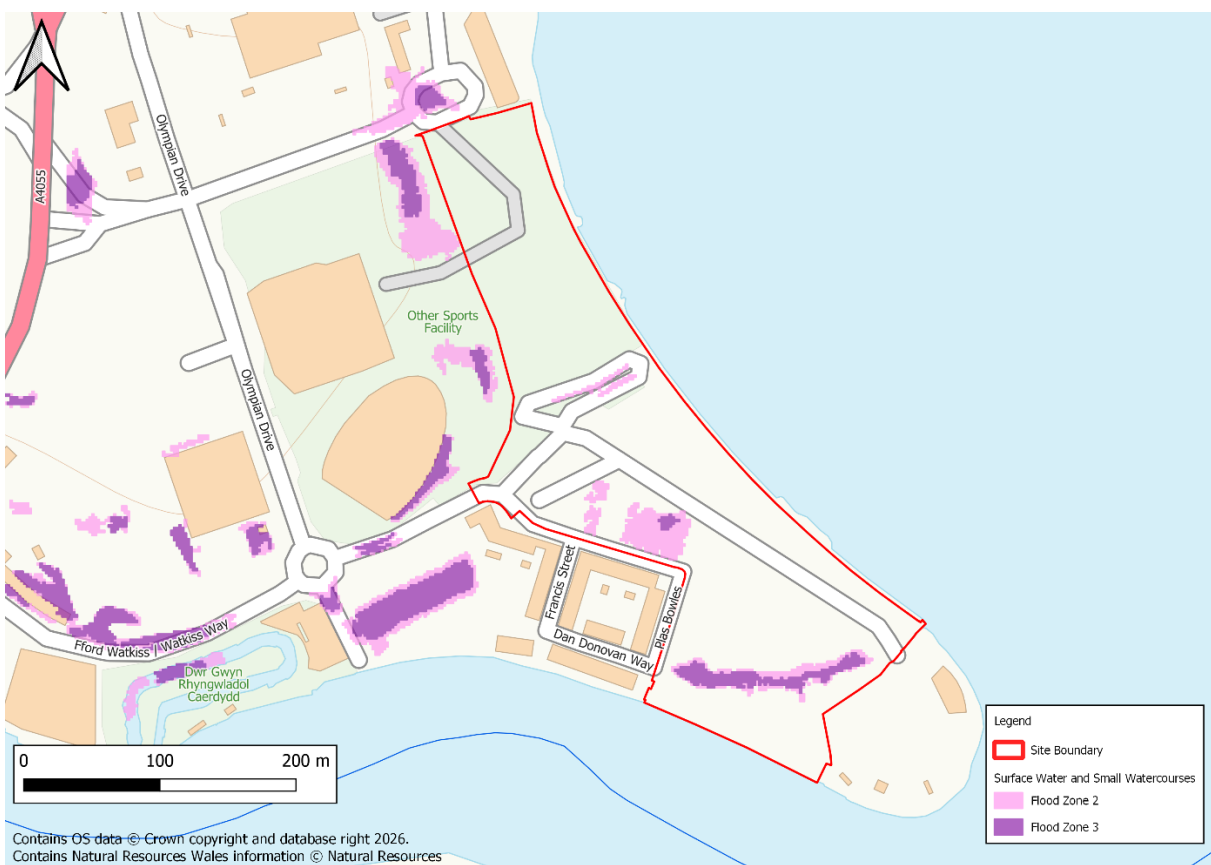 Olympian Drive
A4055
Other Sports
Facility
Olympian Drive
Francis Street
Plas Bowles
Dan Donovan Way
Fford Watkiss | Watkiss Way
Dwr Gwyn
Rhyngwladol
Caerdydd
0 100 200 m
Legend
Site Boundary
Surface Water and Small Watercourses
Flood Zone 2
Flood Zone 3
Contains OS data © Crown copyright and database right 2026.
Contains Natural Resources Wales information © Natural Resources